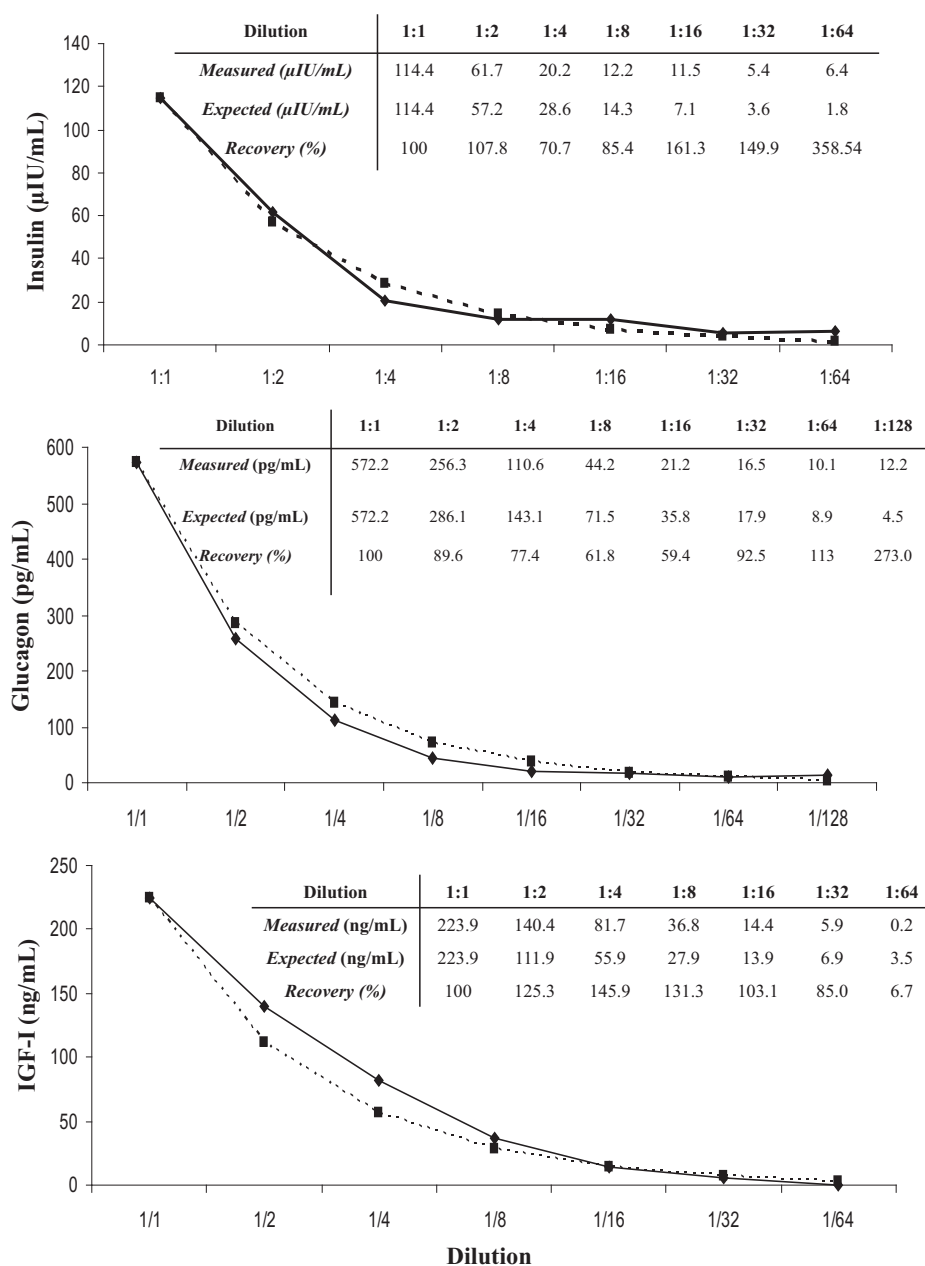 Dilution 1:1 1:2 1:4 1:8 1:16 1:32 1:64
Measured (µIU/mL) 114.4 61.7 20.2 12.2 11.5 5.4 6.4
Expected (µIU/mL) 114.4 57.2 28.6 14.3 7.1 3.6 1.8
Recovery (%) 100 107.8 70.7 85.4 161.3 149.9 358.54
Insulin (µIU/mL)
140
120
100
80
60
40
20
0
1:1 1:2 1:4 1:8 1:16 1:32 1:64
Dilution 1:1 1:2 1:4 1:8 1:16 1:32 1:64 1:128
Measured (pg/mL) 572.2 256.3 110.6 44.2 21.2 16.5 10.1 12.2
Expected (pg/mL) 572.2 286.1 143.1 71.5 35.8 17.9 8.9 4.5
Recovery (%) 100 89.6 77.4 61.8 59.4 92.5 113 273.0
Glucagon (pg/mL)
600
500
400
300
200
100
0
1/1 1/2 1/4 1/8 1/16 1/32 1/64 1/128
Dilution 1:1 1:2 1:4 1:8 1:16 1:32 1:64
Measured (ng/mL) 223.9 140.4 81.7 36.8 14.4 5.9 0.2
Expected (ng/mL) 223.9 111.9 55.9 27.9 13.9 6.9 3.5
Recovery (%) 100 125.3 145.9 131.3 103.1 85.0 6.7
IGF-I (ng/mL)
250
200
150
100
50
0
1/1 1/2 1/4 1/8 1/16 1/32 1/64
Dilution